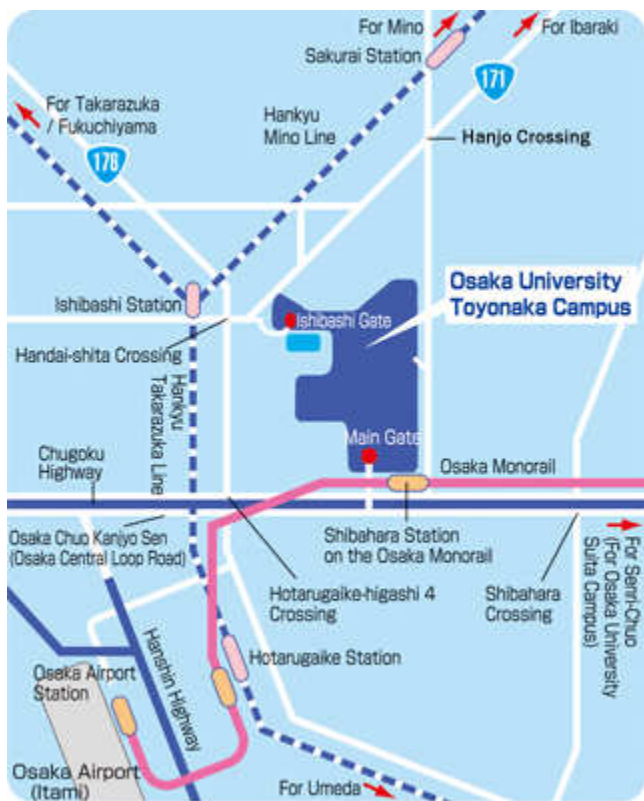 For Mino
For Ibaraki
Sakurai Station
171
For Takarazuka
/ Fukuchiyama
Hankyu
Mino Line
Hanjo Crossing
176
Osaka University
Toyonaka Campus
Ishibashi Station
Ishibashi Gate
Handai-shita Crossing
Hankyu
Takarazuka Line
Main Gate
Chugoku
Highway
Osaka Monorail
Osaka Chuo Kanjyo Sen
(Osaka Central Loop Road)
Shibahara Station
on the Osaka Monorail
For Senri-Chuo
(For Osaka University
Suita Campus)
Hotarugaike-higashi 4
Crossing
Shibahara
Crossing
Hanshin Highway
Hotarugaike Station
Osaka Airport
Station
Osaka Airport
(Itami)
For Umeda